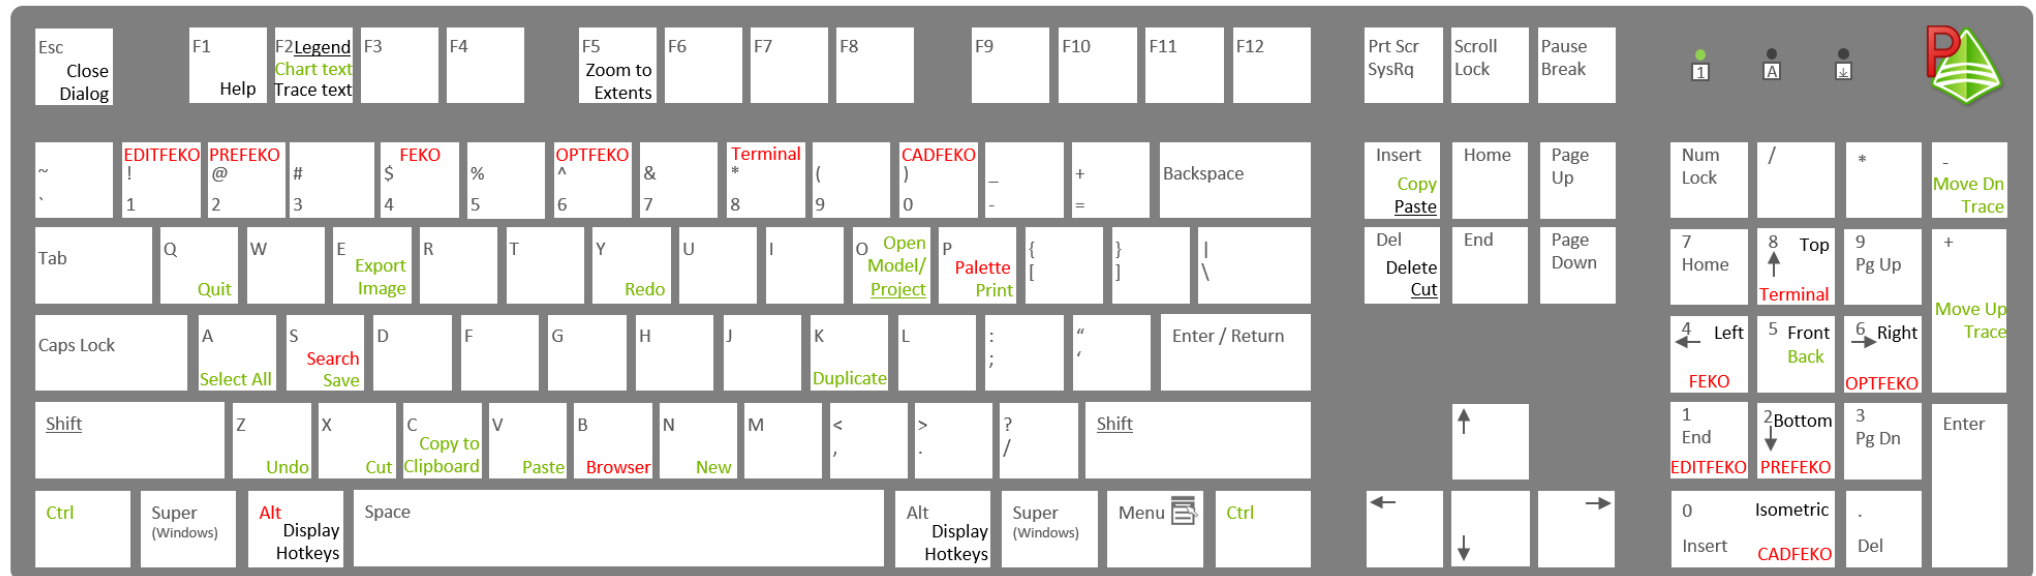 Esc
Close
Dialog
F1
Help
F2 Legend
Chart text
Trace text
F3
F4
F5
Zoom to
Extents
F6
F7
F8
F9
F10
F11
F12
Prt Scr
SysRq
Scroll
Lock
Pause
Break
1
A
P
~
`
EDITFEKO
!
1
PREFEKO
@
2
#
3
FEKO
$
4
%
5
OPTFEKO
^
6
&
7
Terminal
*
8
(
9
CADFEKO
)
0
_
-
+
=
Backspace
Insert
Copy
Paste
Home
Page
Up
Num
Lock
/
*
-
Move Dn
Trace
Tab
Q
Quit
W
E
Export
Image
R
T
Y
Redo
U
I
O Open
Model/
Project
P
Palette
Print
{
[
}
]
|
\
Del
Delete
Cut
End
Page
Down
7
Home
8 Top
Terminal
9
Pg Up
+
Move Up
Trace
Caps Lock
A
Select All
S
Search
Save
D
F
G
H
J
K
Duplicate
L
:
;
“
‘
Enter / Return
4 Left
FEKO
5 Front
Back
6 Right
OPTFEKO
Shift
Z
Undo
X
Cut
C
Copy to
Clipboard
V
Paste
B
Browser
N
New
M
<
,
>
.
?
/
Shift
1
End
EDITFEKO
2 Bottom
PREFEKO
3
Pg Dn
Enter
Ctrl
Super
(Windows)
Alt
Display
Hotkeys
Space
Alt
Display
Hotkeys
Super
(Windows)
Menu
Ctrl
0 Isometric
Insert CADFEKO
.
Del